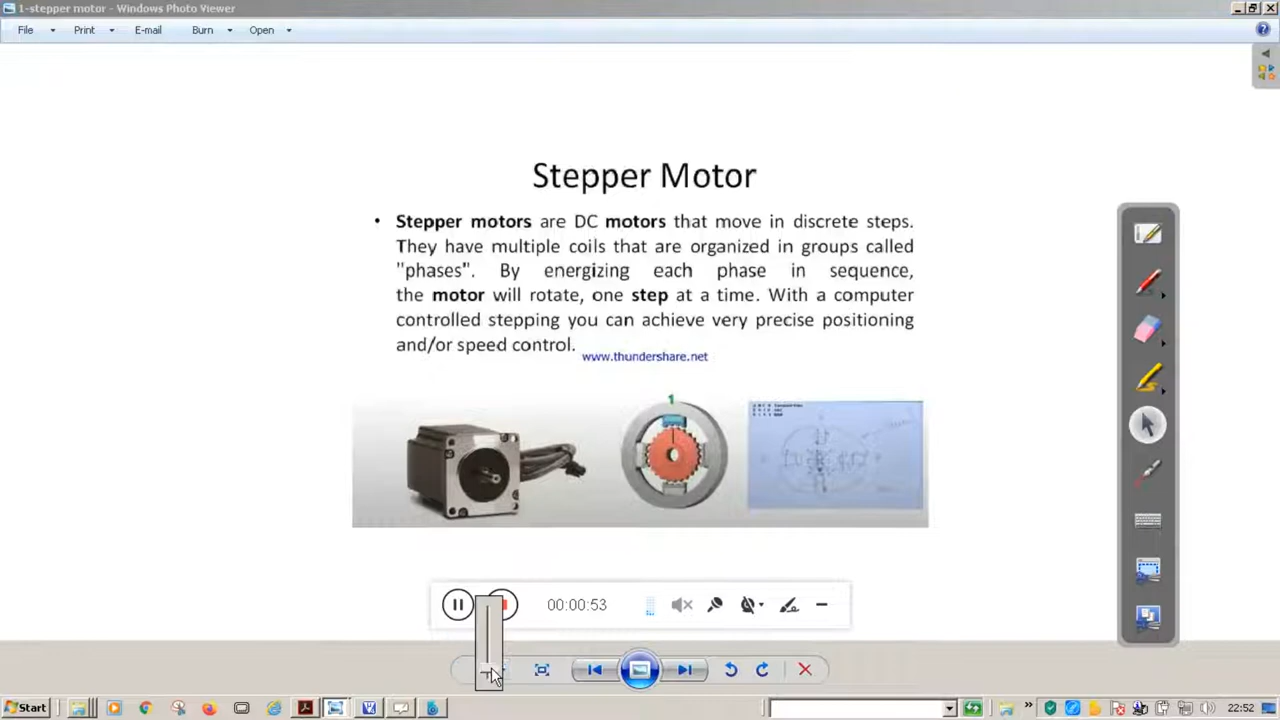 1-stepper motor - Windows Photo Viewer
File Print E-mail Burn Open
Stepper Motor
• Stepper motors are DC motors that move in discrete steps.
They have multiple coils that are organized in groups called
"phases". By energizing each phase in sequence,
the motor will rotate, one step at a time. With a computer
controlled stepping you can achieve very precise positioning
and/or speed control.
www.thundershare.net
1
00:00:53
Start
22:52